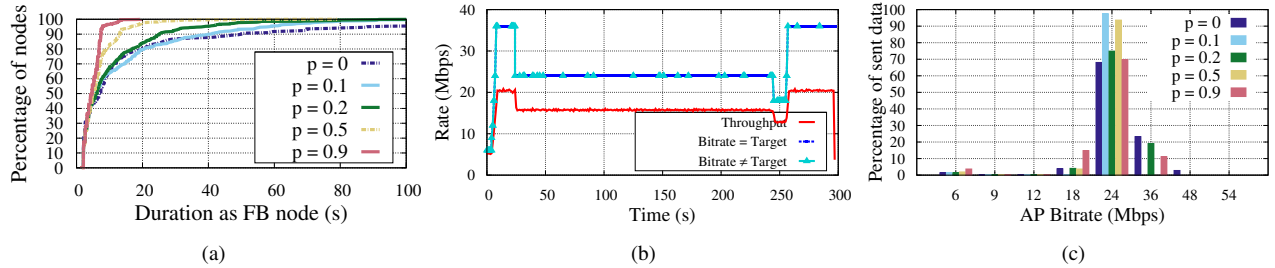 Percentage of nodes
100
90
80
70
60
50
40
30
20
10
0
p = 0
p = 0.1
p = 0.2
p = 0.5
p = 0.9
0 20 40 60 80 100
Duration as FB node (s)
(a)
Rate (Mbps)
40
30
20
10
0
Throughput
Bitrate = Target
Bitrate ≠ Target
0 50 100 150 200 250 300
Time (s)
(b)
Percentage of sent data
100
90
80
70
60
50
40
30
20
10
0
p = 0
p = 0.1
p = 0.2
p = 0.5
p = 0.9
6 9 12 18 24 36 48 54
AP Bitrate (Mbps)
(c)